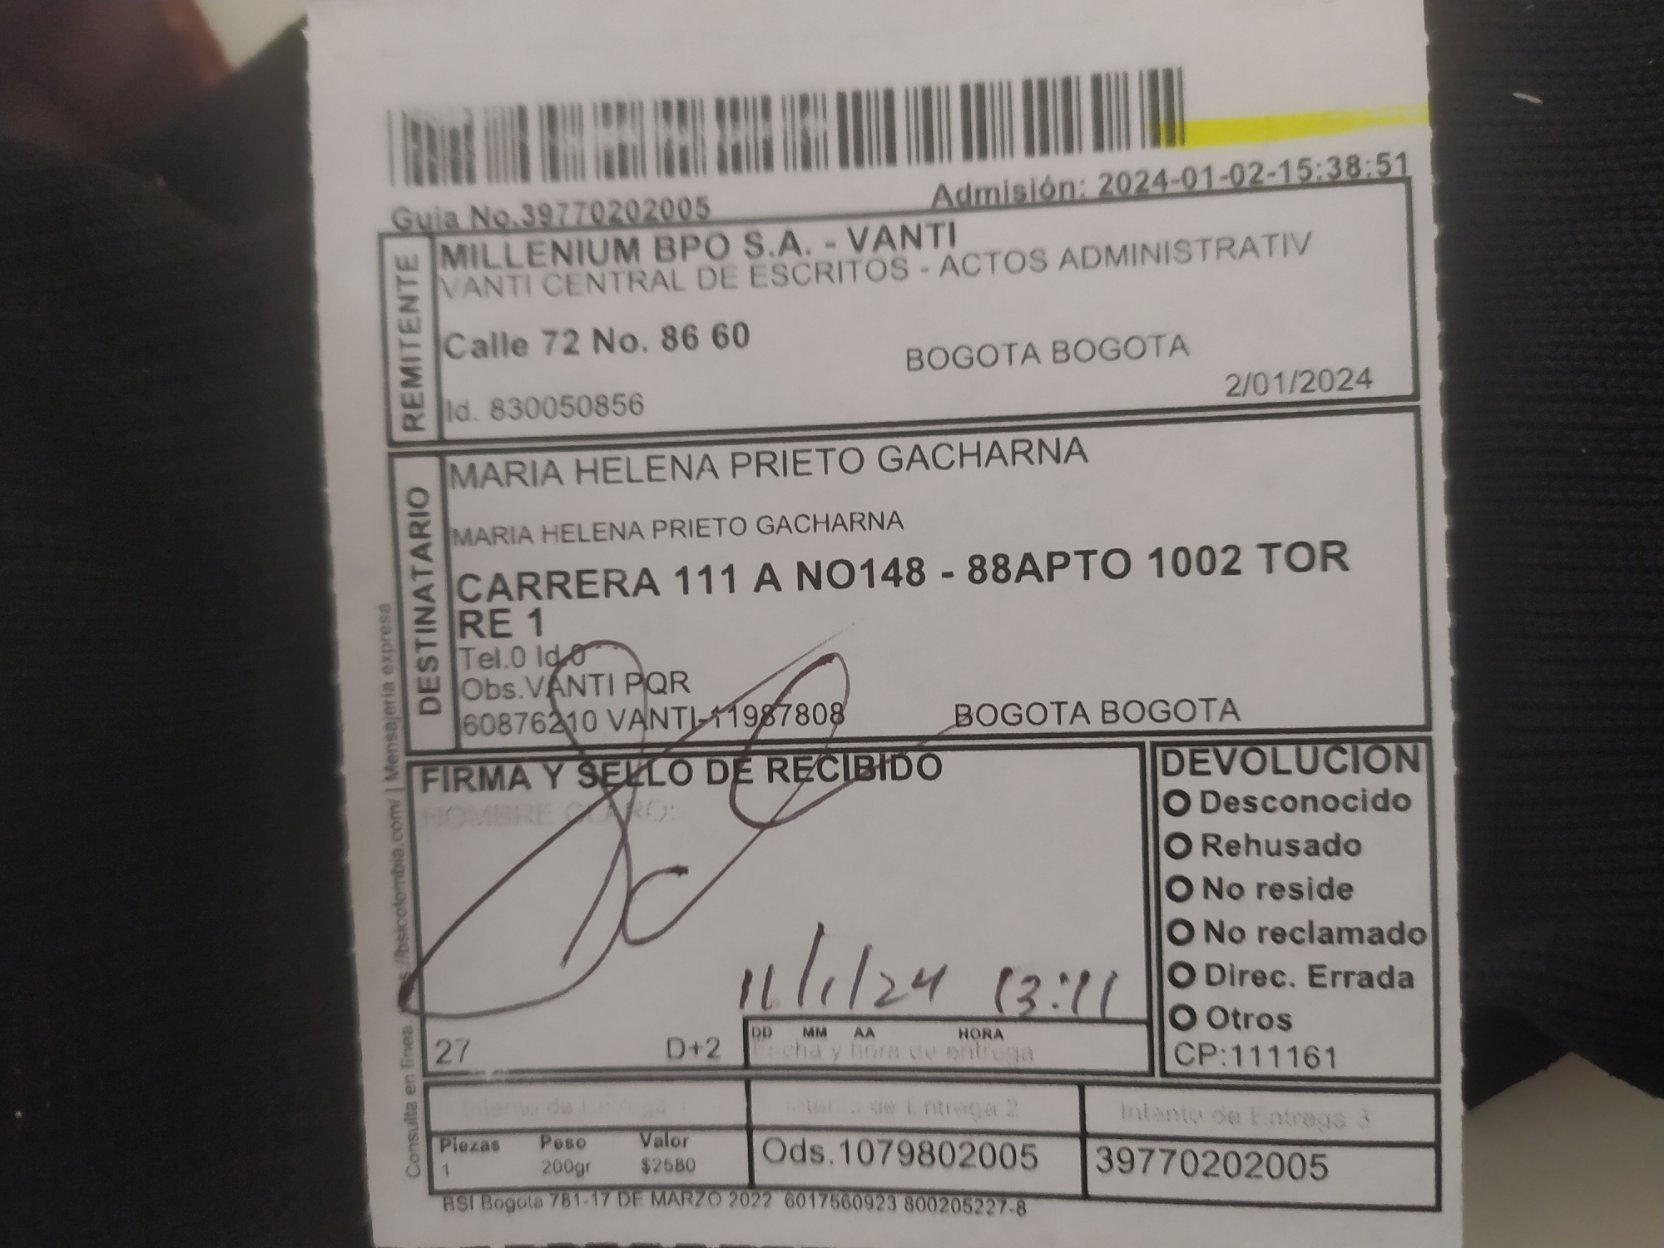 Guia No.39770202005
Admisión: 2024-01-02-15:38:51
REMITENTE
MILLENIUM BPO S.A. - VANTI
VANTI CENTRAL DE ESCRITOS - ACTOS ADMINISTRATIV
Calle 72 No. 86 60
BOGOTA BOGOTA
2/01/2024
Id. 830050856
DESTINATARIO
MARIA HELENA PRIETO GACHARNA
MARIA HELENA PRIETO GACHARNA
CARRERA 111 A NO148 - 88APTO 1002 TOR
RE 1
Tel.0 Id.0
Obs.VANTI PQR
60876210 VANTI-11987808
BOGOTA BOGOTA
FIRMA Y SELLO DE RECIBIDO
NOMBRE CLARO:
11/1/24 13:11
27
D+2
DD MM AA HORA
Fecha y hora de entrega
DEVOLUCION
Desconocido
Rehusado
No reside
No reclamado
Direc. Errada
Otros
CP:111161
Intento de Entrega 1
Intento de Entrega 2
Intento de Entrega 3
Piezas Peso Valor
1 200gr $2580
Ods.1079802005
39770202005
BSI Bogota 781-17 DE MARZO 2022 6017560923 800205227-8
Consulta en línea //bsicolombia.com/ | Mensajeria expresa